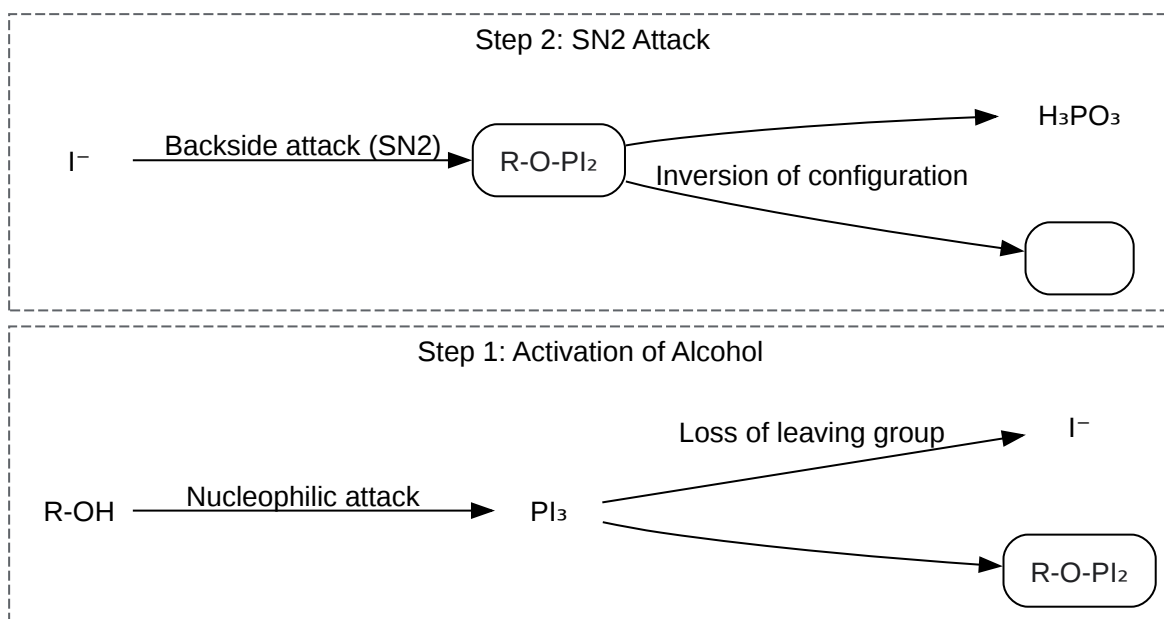 Step 2: SN2 Attack
H₃PO₃
I⁻
Backside attack (SN2)
R-O-PI₂
Inversion of configuration
Step 1: Activation of Alcohol
Loss of leaving group
I⁻
R-OH
Nucleophilic attack
PI₃
R-O-PI₂